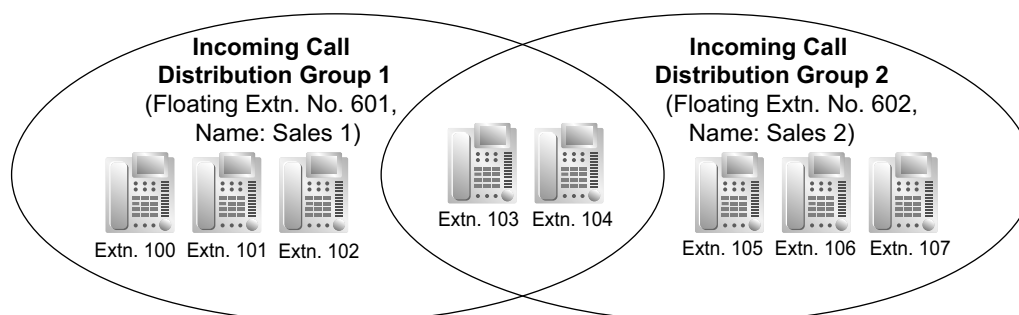 Incoming Call
Distribution Group 1
(Floating Extn. No. 601,
Name: Sales 1)
Incoming Call
Distribution Group 2
(Floating Extn. No. 602,
Name: Sales 2)
Extn. 100 Extn. 101 Extn. 102
Extn. 103 Extn. 104
Extn. 105 Extn. 106 Extn. 107